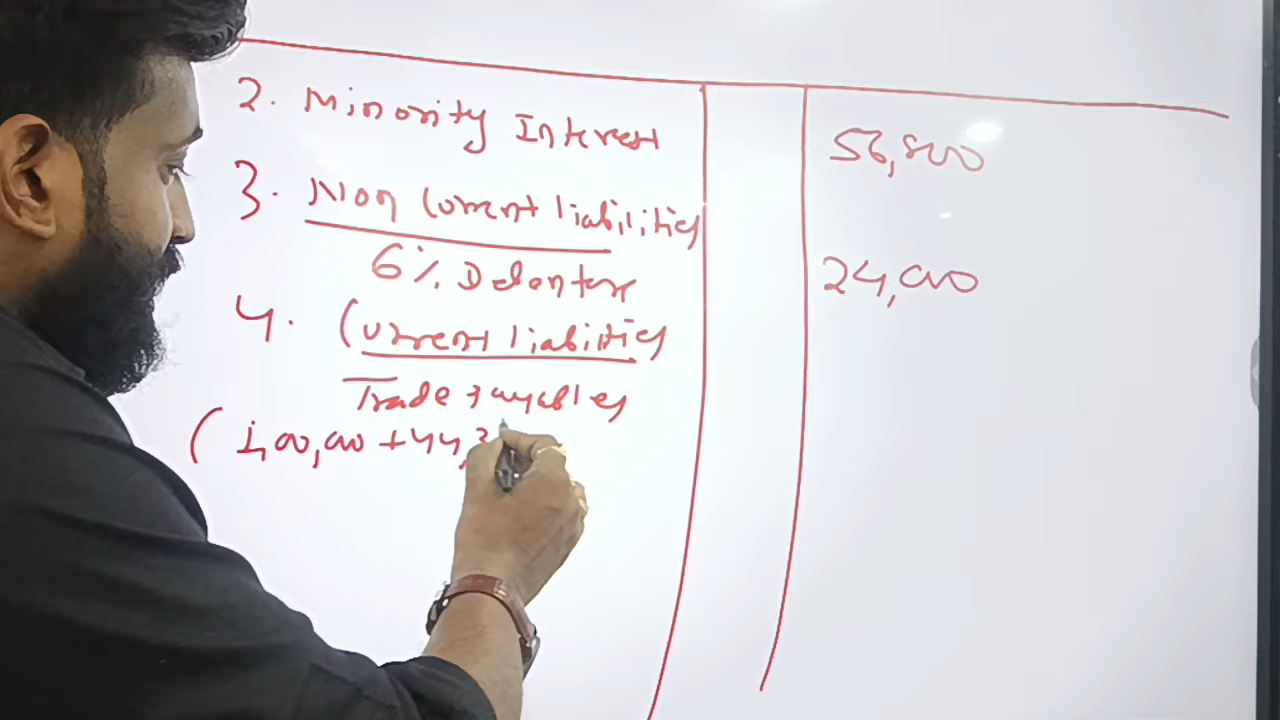 2. Minority Interest 56,800
3. Non Current liabilities
6% Debenture 24,000
4. Current liabilities
Trade Payables
( 1,00,000 + 44,